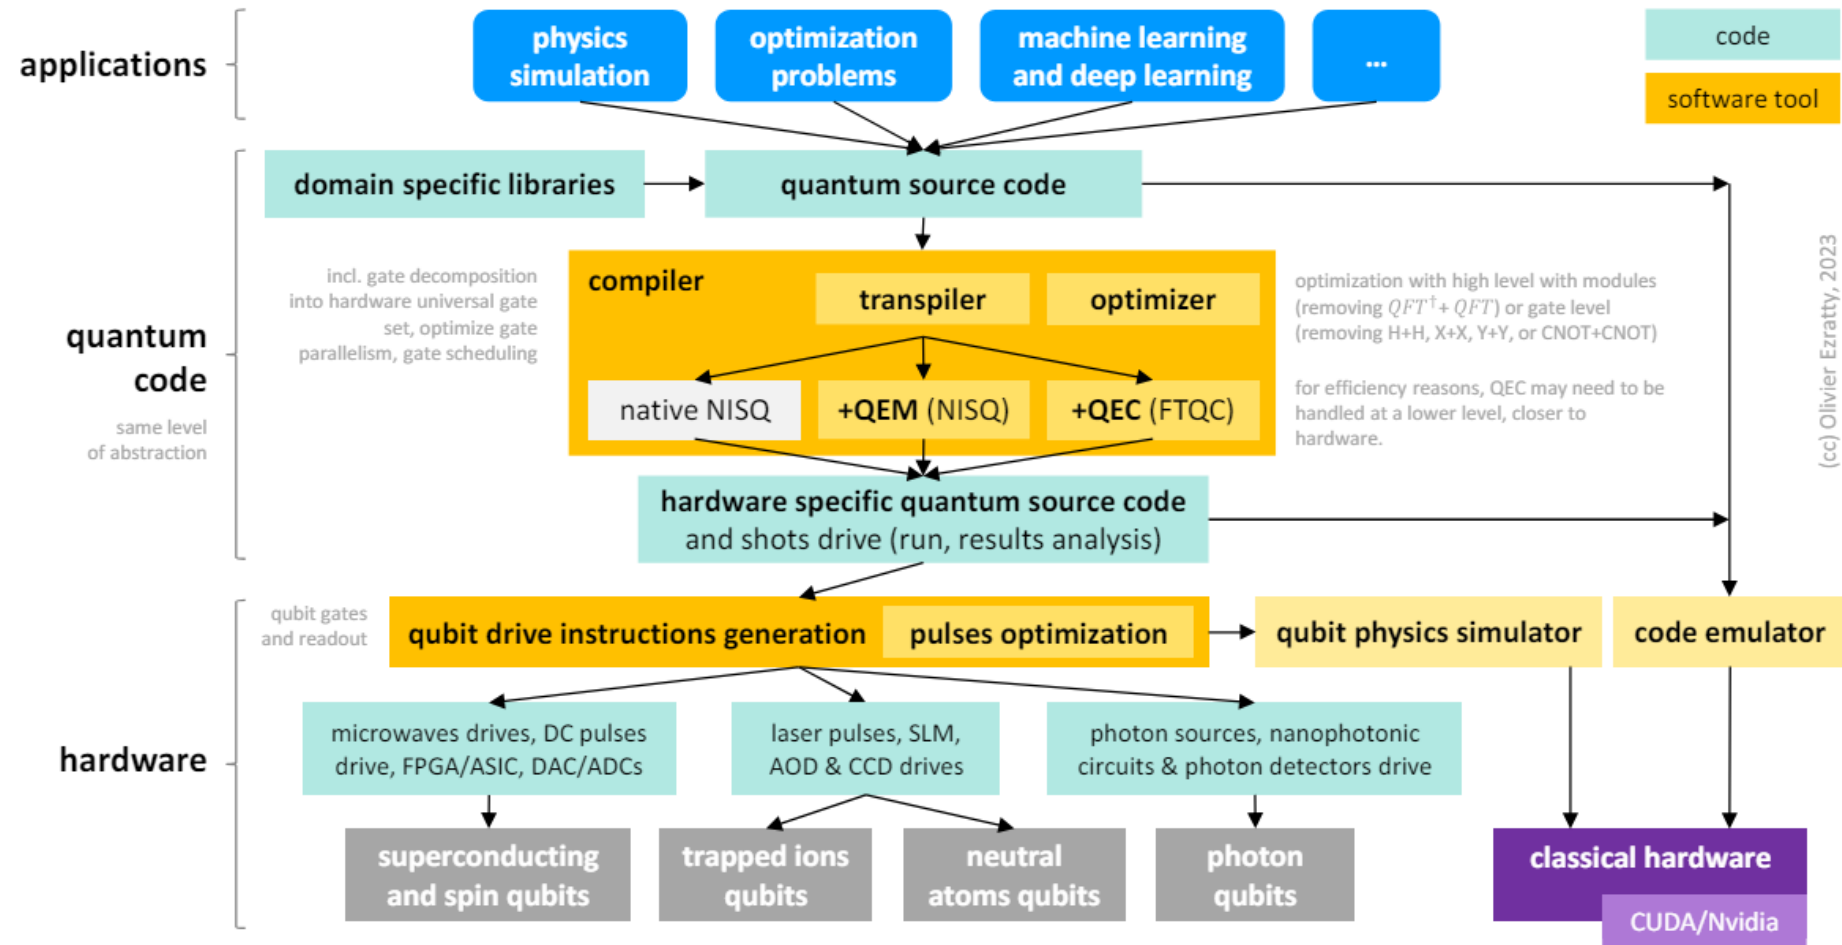 applications
physics
simulation
optimization
problems
machine learning
and deep learning
...
code
software tool
domain specific libraries
quantum source code
quantum
code
same level
of abstraction
incl. gate decomposition
into hardware universal gate
set, optimize gate
parallelism, gate scheduling
compiler
transpiler
optimizer
native NISQ
+QEM (NISQ)
+QEC (FTQC)
optimization with high level with modules
(removing QFT†+ QFT) or gate level
(removing H+H, X+X, Y+Y, or CNOT+CNOT)
for efficiency reasons, QEC may need to be
handled at a lower level, closer to
hardware.
(cc) Olivier Ezratty, 2023
hardware specific quantum source code
and shots drive (run, results analysis)
hardware
qubit gates
and readout
qubit drive instructions generation
pulses optimization
qubit physics simulator
code emulator
microwaves drives, DC pulses
drive, FPGA/ASIC, DAC/ADCs
laser pulses, SLM,
AOD & CCD drives
photon sources, nanophotonic
circuits & photon detectors drive
superconducting
and spin qubits
trapped ions
qubits
neutral
atoms qubits
photon
qubits
classical hardware
CUDA/Nvidia